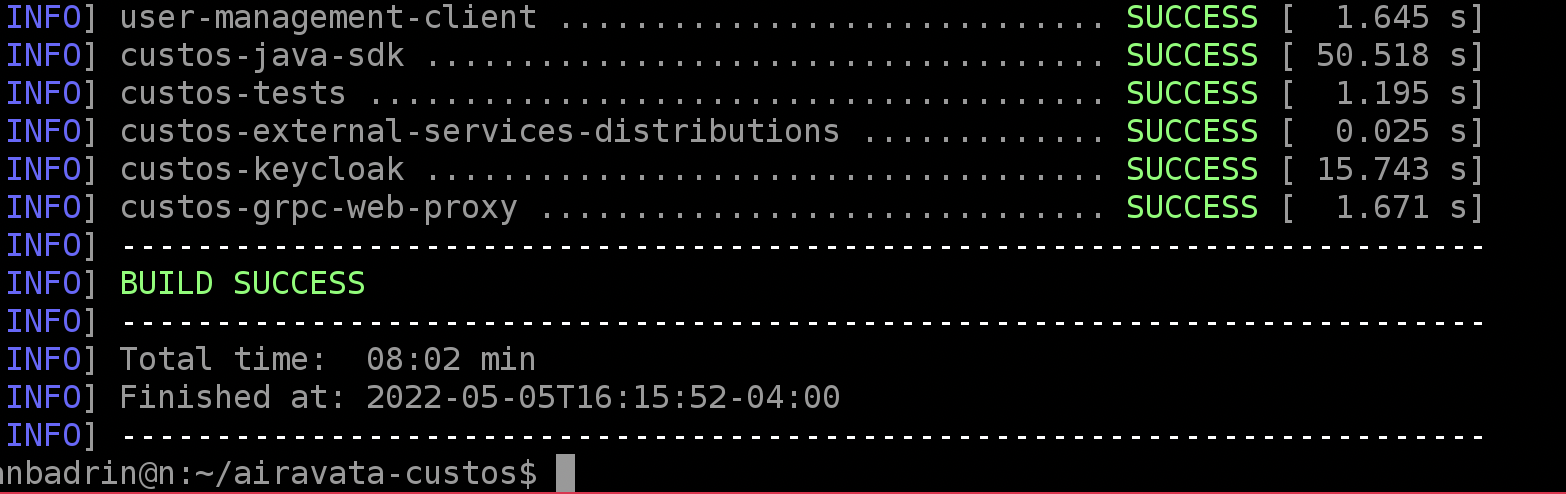 INFO] user-management-client ............................. SUCCESS [  1.645 s]
INFO] custos-java-sdk .................................... SUCCESS [ 50.518 s]
INFO] custos-tests ....................................... SUCCESS [  1.195 s]
INFO] custos-external-services-distributions ............. SUCCESS [  0.025 s]
INFO] custos-keycloak .................................... SUCCESS [ 15.743 s]
INFO] custos-grpc-web-proxy .............................. SUCCESS [  1.671 s]
INFO] ------------------------------------------------------------------------
INFO] BUILD SUCCESS
INFO] ------------------------------------------------------------------------
INFO] Total time:  08:02 min
INFO] Finished at: 2022-05-05T16:15:52-04:00
INFO] ------------------------------------------------------------------------
nbadrin@n:~/airavata-custos$